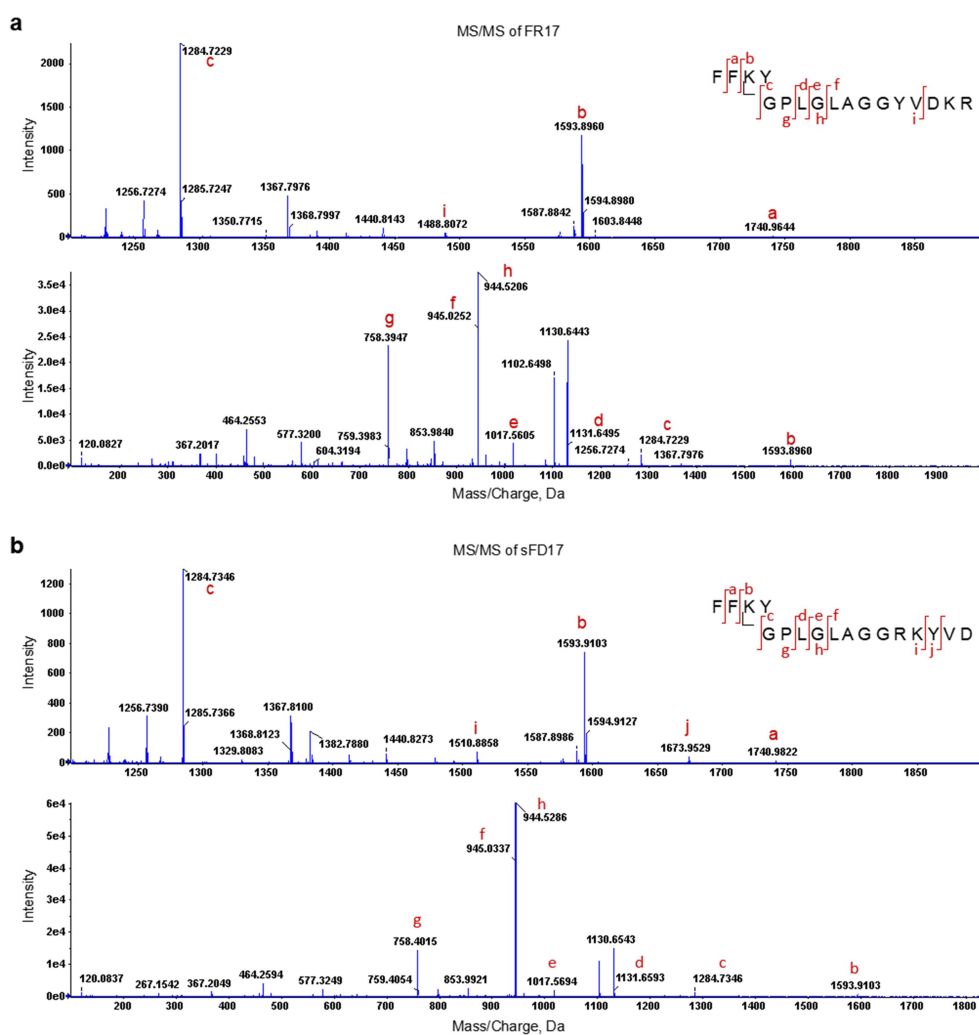 a
MS/MS of FR17
1284.7229
c
b
1593.8960
1256.7274
1285.7247
1367.7976
1350.7715
1368.7997
1440.8143
i
1488.8072
1587.8842
1594.8980
1603.8448
a
1740.9644
a b
F F K Y
c d e f
G P L G L A G G Y V D K R
g h i
Intensity
2000
1500
1000
500
0
1250 1300 1350 1400 1450 1500 1550 1600 1650 1700 1750 1800 1850
h
944.5206
f
945.0252
g
758.3947
1130.6443
1102.6498
464.2553
577.3200
759.3983
853.9840
e
1017.5605
d
1131.6495
c
1284.7229
b
1593.8960
120.0827
367.2017
604.3194
1256.7274
1367.7976
Intensity
3.5e4
3.0e4
2.5e4
2.0e4
1.5e4
1.0e4
5.0e3
0.0e0
200 300 400 500 600 700 800 900 1000 1100 1200 1300 1400 1500 1600 1700 1800 1900
Mass/Charge, Da
b
MS/MS of sFD17
1284.7346
c
b
1593.9103
1256.7390
1285.7366
1367.8100
1368.8123
1329.8083
1382.7880
1440.8273
i
1510.8858
1587.8986
1594.9127
j
1673.9529
a
1740.9822
a b
F F K Y
c d e f
G P L G L A G G R K Y V D
g h i j
Intensity
1200
1000
800
600
400
200
0
1250 1300 1350 1400 1450 1500 1550 1600 1650 1700 1750 1800 1850
h
944.5286
f
945.0337
g
758.4015
1130.6543
120.0837
267.1542
367.2049
464.2594
577.3249
759.4054
853.9921
e
1017.5694
d
1131.6593
c
1284.7346
b
1593.9103
Intensity
6e4
5e4
4e4
3e4
2e4
1e4
0
200 300 400 500 600 700 800 900 1000 1100 1200 1300 1400 1500 1600 1700 1800
Mass/Charge, Da